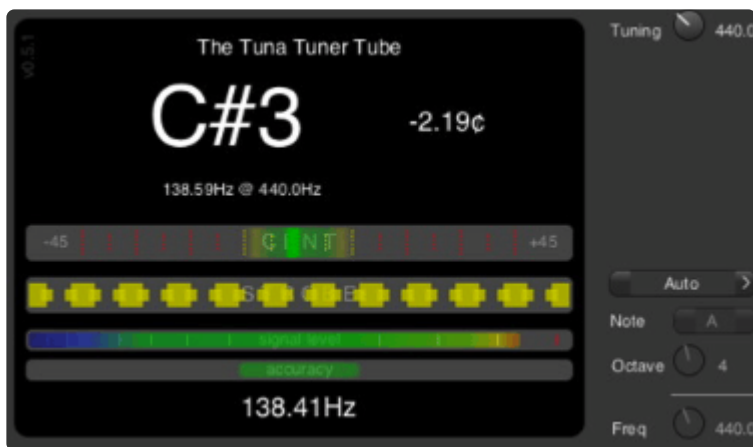 v0.5.1
The Tuna Tuner Tube
C#3
-2.19¢
138.59Hz @ 440.0Hz
-45 CENT +45
STROBE
signal level
accuracy
138.41Hz
Tuning 440.0
Auto >
Note A
Octave 4
Freq 440.0